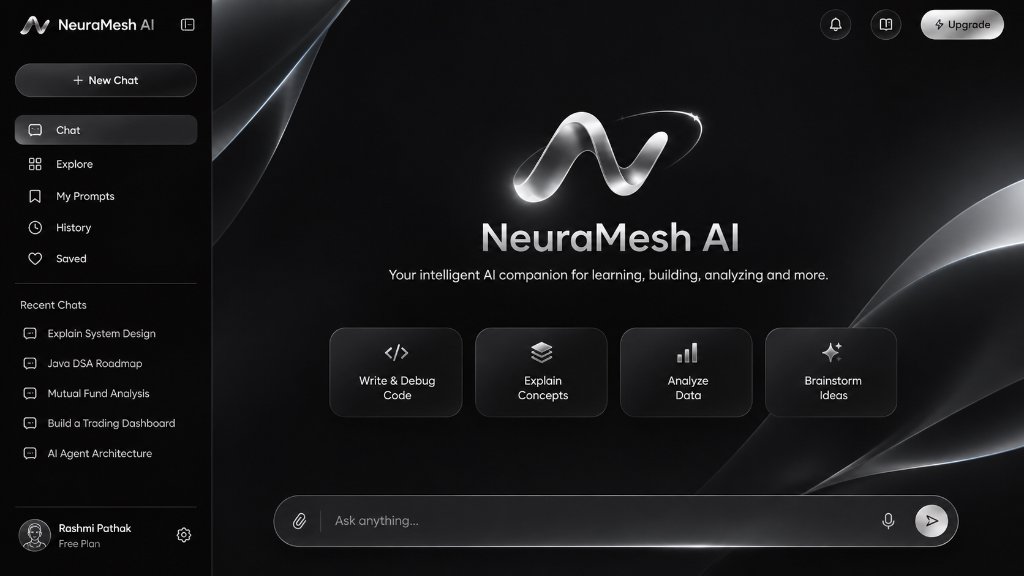 NeuraMesh AI
+ New Chat
Chat
Explore
My Prompts
History
Saved
Recent Chats
Explain System Design
Java DSA Roadmap
Mutual Fund Analysis
Build a Trading Dashboard
AI Agent Architecture
Rashmi Pathak
Free Plan
Upgrade
NeuraMesh AI
Your intelligent AI companion for learning, building, analyzing and more.
Write & Debug
Code
Explain
Concepts
Analyze
Data
Brainstorm
Ideas
Ask anything...